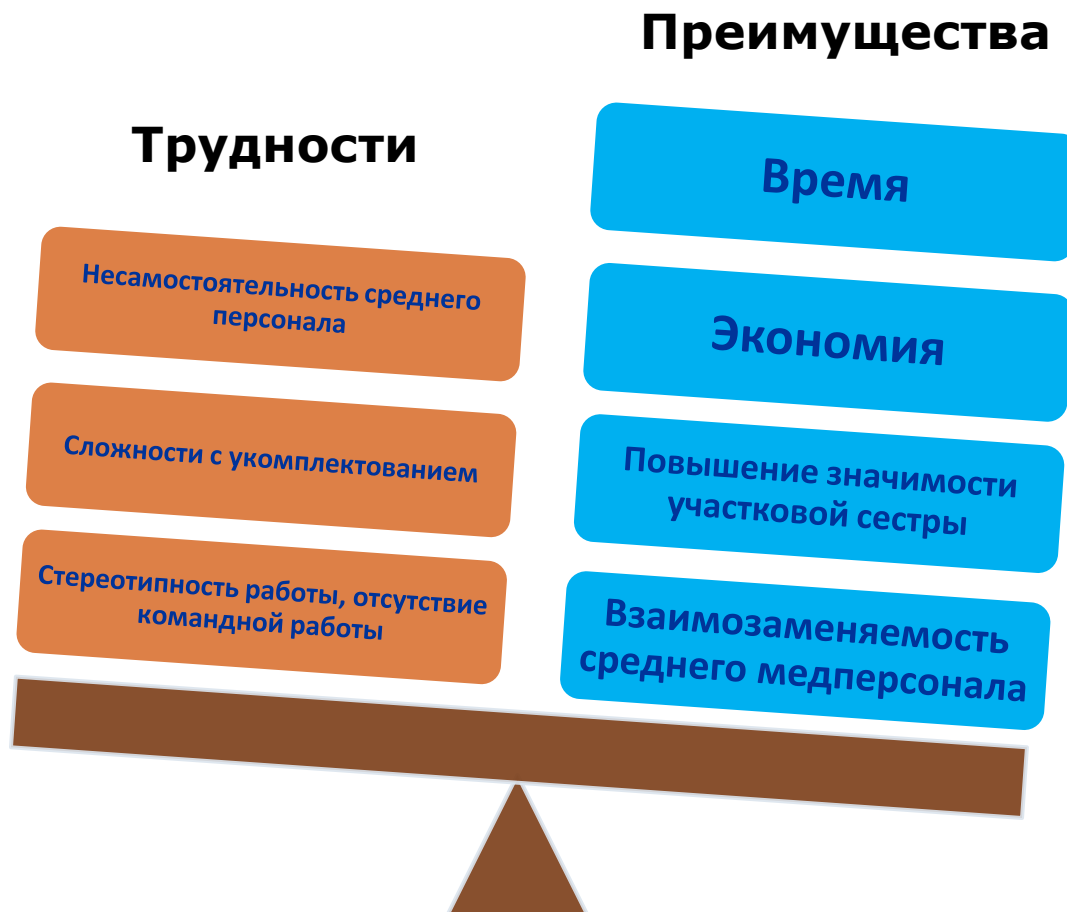 Преимущества
Трудности
Несамостоятельность среднего
персонала
Сложности с укомплектованием
Стереотипность работы, отсутствие
командной работы
Время
Экономия
Повышение значимости
участковой сестры
Взаимозаменяемость
среднего медперсонала